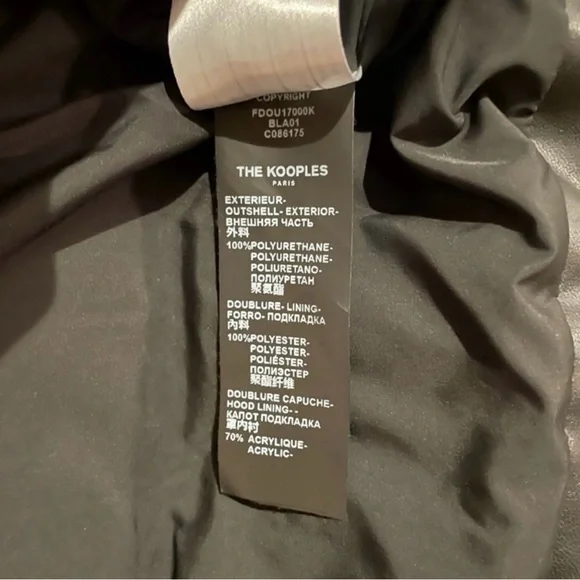 COPYRIGHT
FDOU17000K
BLA01
C086175
THE KOOPLES
PARIS
EXTERIEUR-
OUTSHELL- EXTERIOR-
ВНЕШНЯЯ ЧАСТЬ
外料
100%POLYURETHANE-
POLYURETHANE-
POLIURETANO-
ПОЛИУРЕТАН
聚氨酯
DOUBLURE- LINING-
FORRO- ПОДКЛАДКА
內料
100%POLYESTER-
POLYESTER-
POLIÉSTER-
ПОЛИЭСТЕР
聚酯纤维
DOUBLURE CAPUCHE-
HOOD LINING- -
КАПОТ ПОДКЛАДКА
罩内衬
70% ACRYLIQUE-
ACRYLIC-